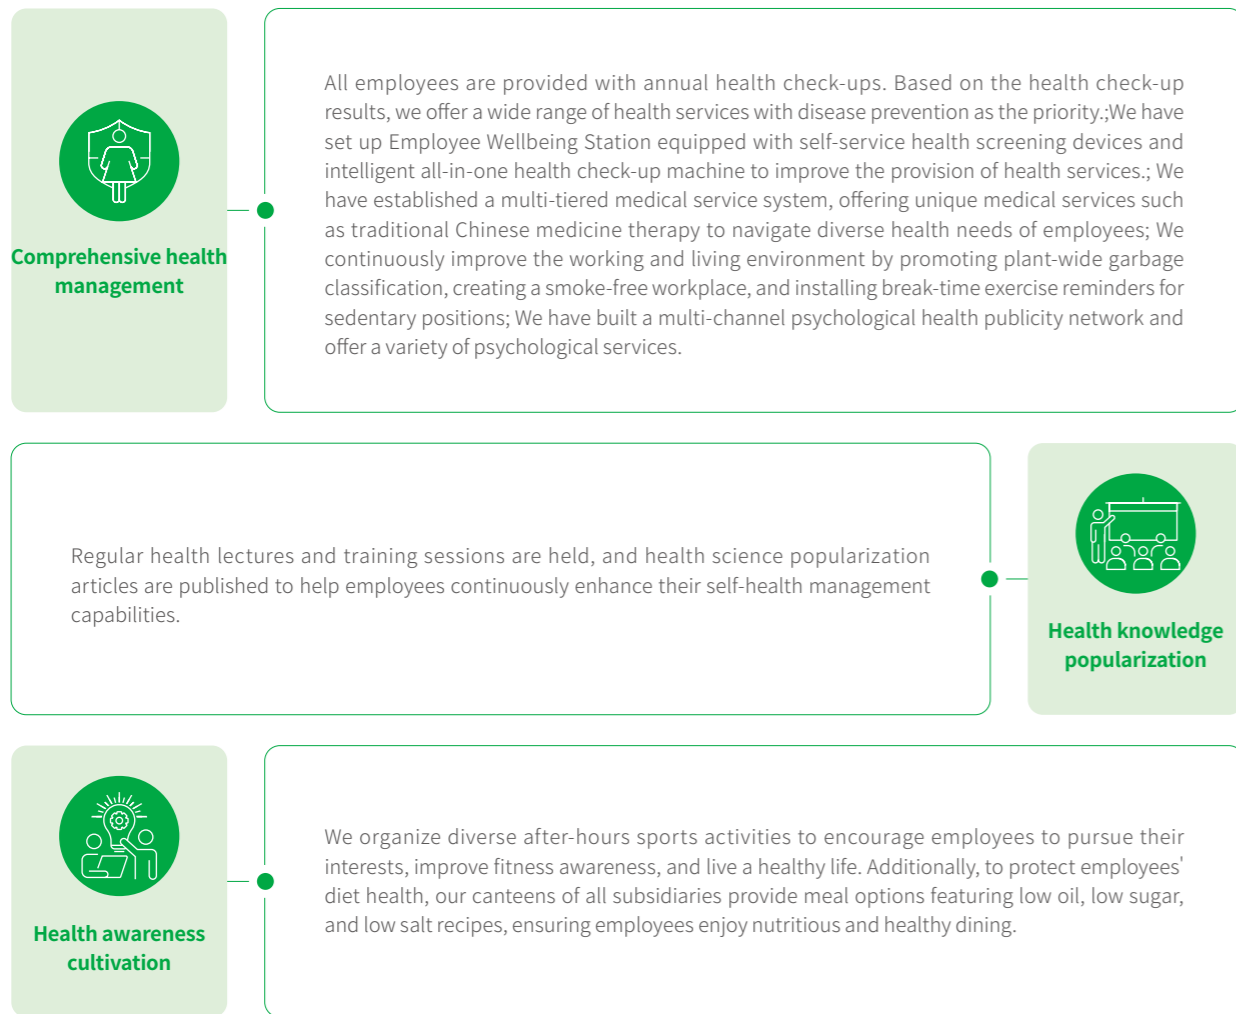 Comprehensive health
management
All employees are provided with annual health check-ups. Based on the health check-up
results, we offer a wide range of health services with disease prevention as the priority.;We have
set up Employee Wellbeing Station equipped with self-service health screening devices and
intelligent all-in-one health check-up machine to improve the provision of health services.; We
have established a multi-tiered medical service system, offering unique medical services such
as traditional Chinese medicine therapy to navigate diverse health needs of employees; We
continuously improve the working and living environment by promoting plant-wide garbage
classification, creating a smoke-free workplace, and installing break-time exercise reminders for
sedentary positions; We have built a multi-channel psychological health publicity network and
offer a variety of psychological services.
Regular health lectures and training sessions are held, and health science popularization
articles are published to help employees continuously enhance their self-health management
capabilities.
Health knowledge
popularization
Health awareness
cultivation
We organize diverse after-hours sports activities to encourage employees to pursue their
interests, improve fitness awareness, and live a healthy life. Additionally, to protect employees'
diet health, our canteens of all subsidiaries provide meal options featuring low oil, low sugar,
and low salt recipes, ensuring employees enjoy nutritious and healthy dining.